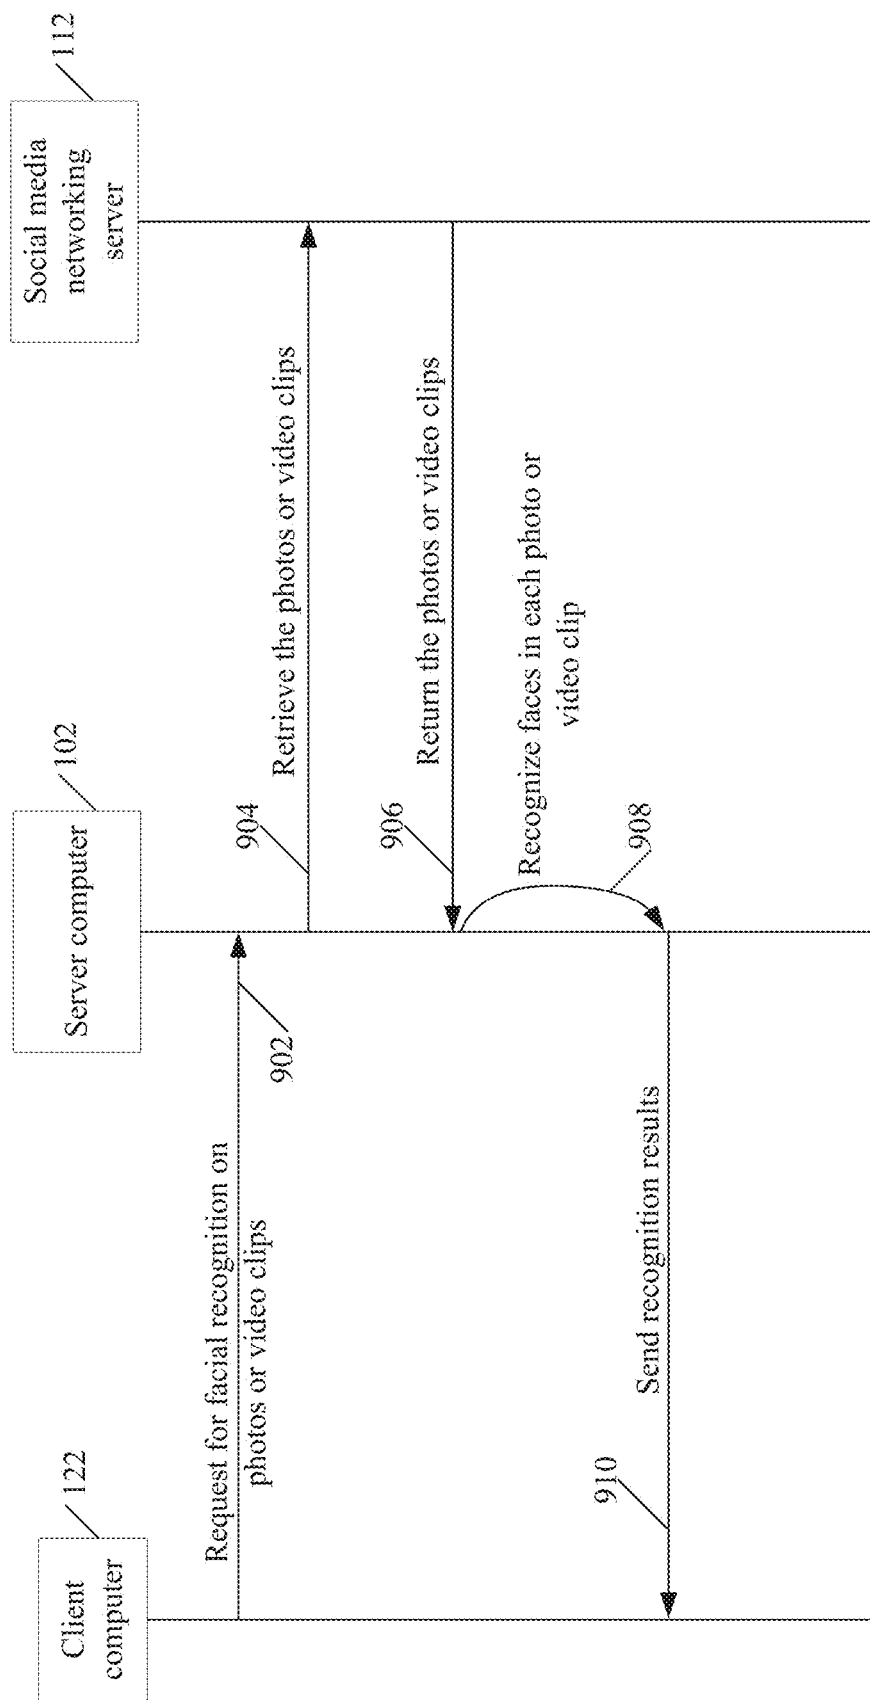 Client
computer
122
Server computer
102
Social media
networking
server
112
Request for facial recognition on
photos or video clips
902
904
Retrieve the photos or video clips
906
Return the photos or video clips
Recognize faces in each photo or
video clip
908
Send recognition results
910